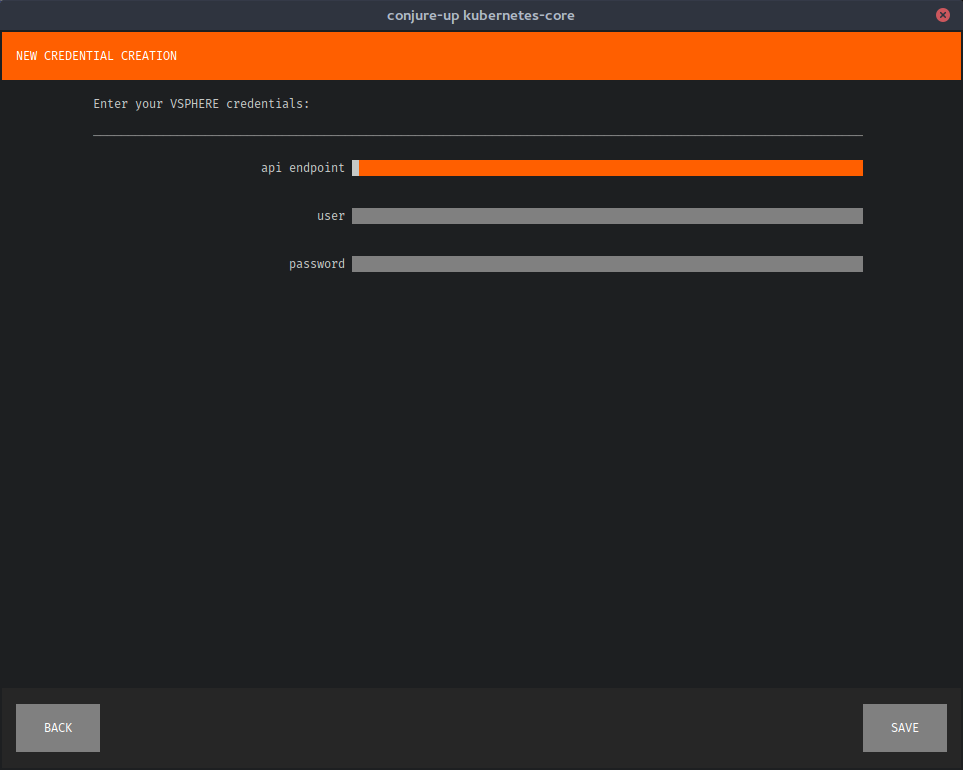 conjure-up kubernetes-core
NEW CREDENTIAL CREATION
Enter your VSPHERE credentials:
api endpoint
user
password
BACK
SAVE